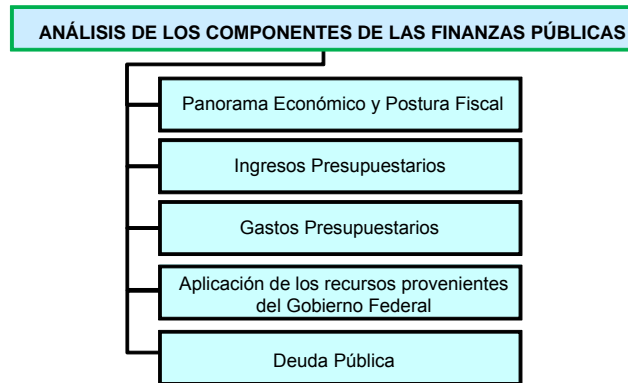 ANÁLISIS DE LOS COMPONENTES DE LAS FINANZAS PÚBLICAS
Panorama Económico y Postura Fiscal
Ingresos Presupuestarios
Gastos Presupuestarios
Aplicación de los recursos provenientes
del Gobierno Federal
Deuda Pública